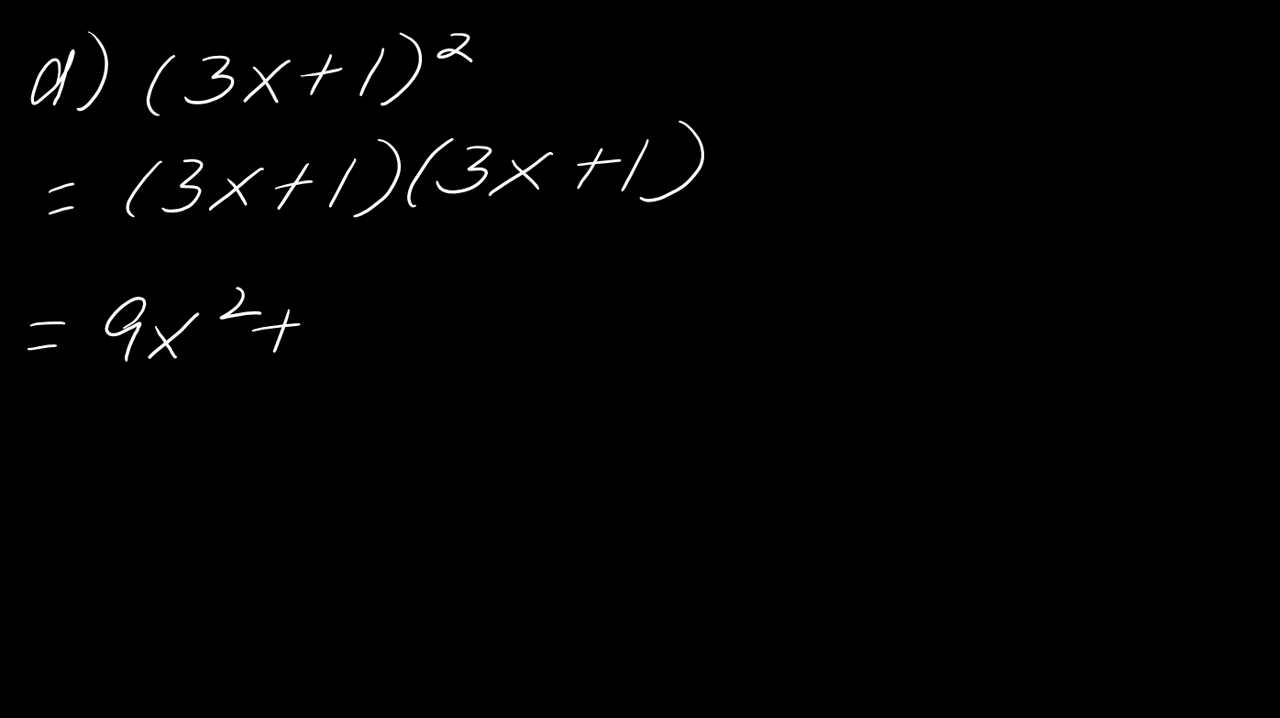 d) (3x+1)²
= (3x+1)(3x+1)
= 9x²+